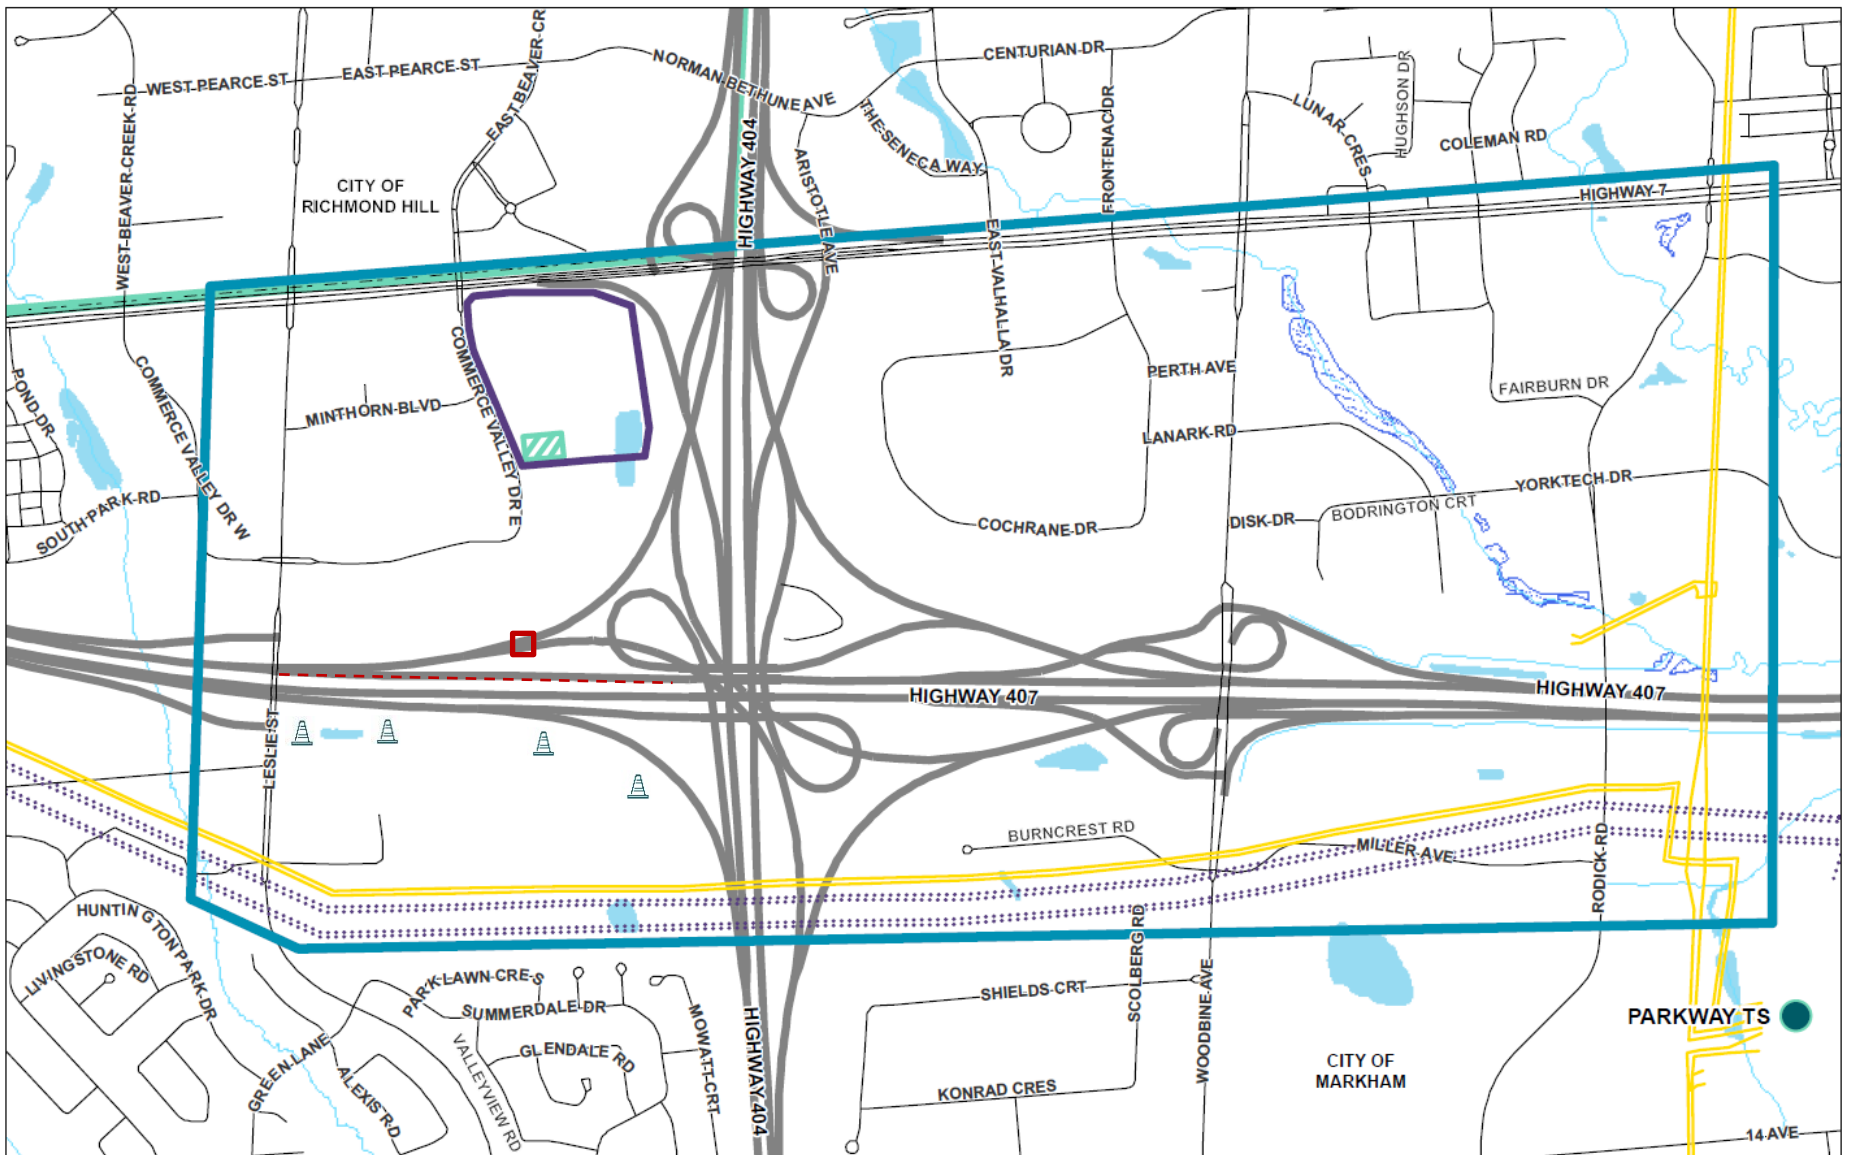 WEST PEARCE ST
EAST PEARCE ST
EAST BEAVER CR
NORMAN BETHUNE AVE
CENTURIAN DR
HUGHSON DR
WEST BEAVER CREEK RD
EAST BEAVER CR
HIGHWAY 404
THE SENECA WAY
FRONTENAC DR
LUNAR CRES
COLEMAN RD
CITY OF
RICHMOND HILL
ARISTOTLE AVE
HIGHWAY 7
EAST VALHALLA DR
POND DR
COMMERCE VALLEY DR W
MINTHORN BLVD
COMMERCE VALLEY DR E
PERTH AVE
FAIRBURN DR
LANARK RD
SOUTH PARK RD
COCHRANE DR
DISK DR
BODRINGTON CRT
YORKTECH DR
HIGHWAY 407
HIGHWAY 407
LESLIE ST
BURNCREST RD
MILLER AVE
RODICK RD
HUNTINGTON PARK DR
LIVINGSTONE RD
PARK LAWN CRES
SUMMERDALE DR
SHIELDS CRT
SCOLBERG RD
WOODBINE AVE
PARKWAY TS
GREEN LANE
ALEXIS RD
VALLEYVIEW RD
GLENDALE RD
MOWATT CRT
HIGHWAY 404
KONRAD CRES
CITY OF
MARKHAM
14 AVE